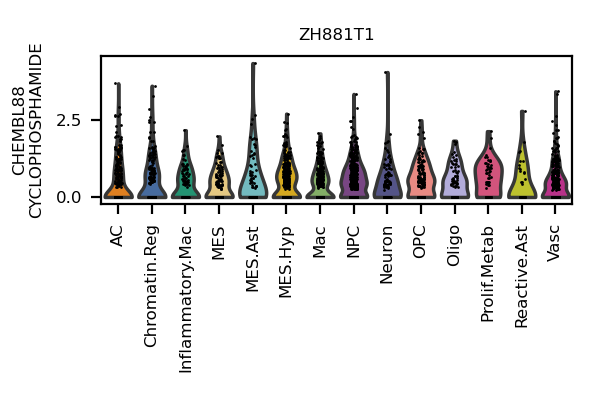 ZH881T1
CHEMBL88
CYCLOPHOSPHAMIDE
2.5
0.0
AC
Chromatin.Reg
Inflammatory.Mac
MES
MES.Ast
MES.Hyp
Mac
NPC
Neuron
OPC
Oligo
Prolif.Metab
Reactive.Ast
Vasc